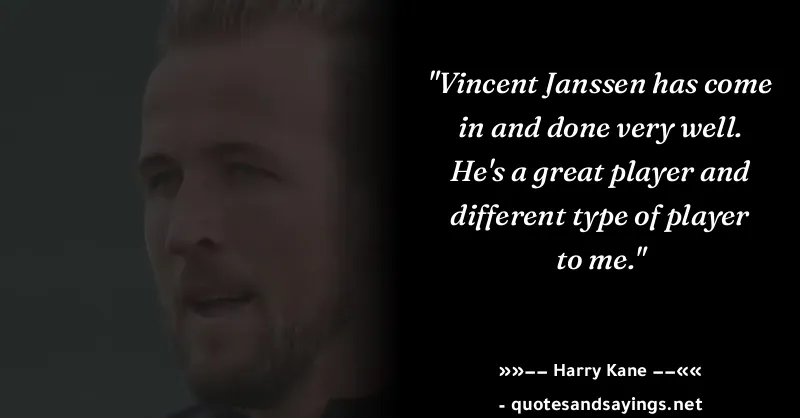 "Vincent Janssen has come
in and done very well.
He's a great player and
different type of player
to me."
»»–– Harry Kane ––««
- quotesandsayings.net